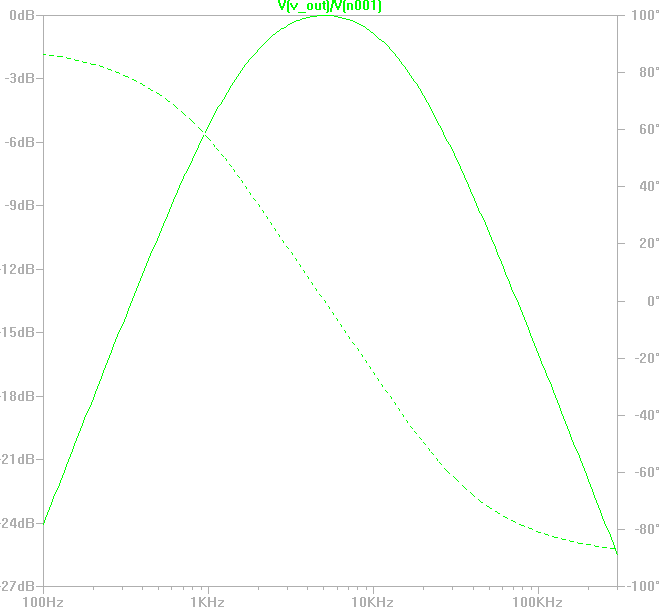 V(v_out)/V(n001)
0dB 100°
-3dB 80°
-6dB 60°
-9dB 40°
-12dB 20°
-15dB 0°
-18dB -20°
-21dB -40°
-24dB -60°
-27dB -80°
-100°
100Hz 1KHz 10KHz 100KHz